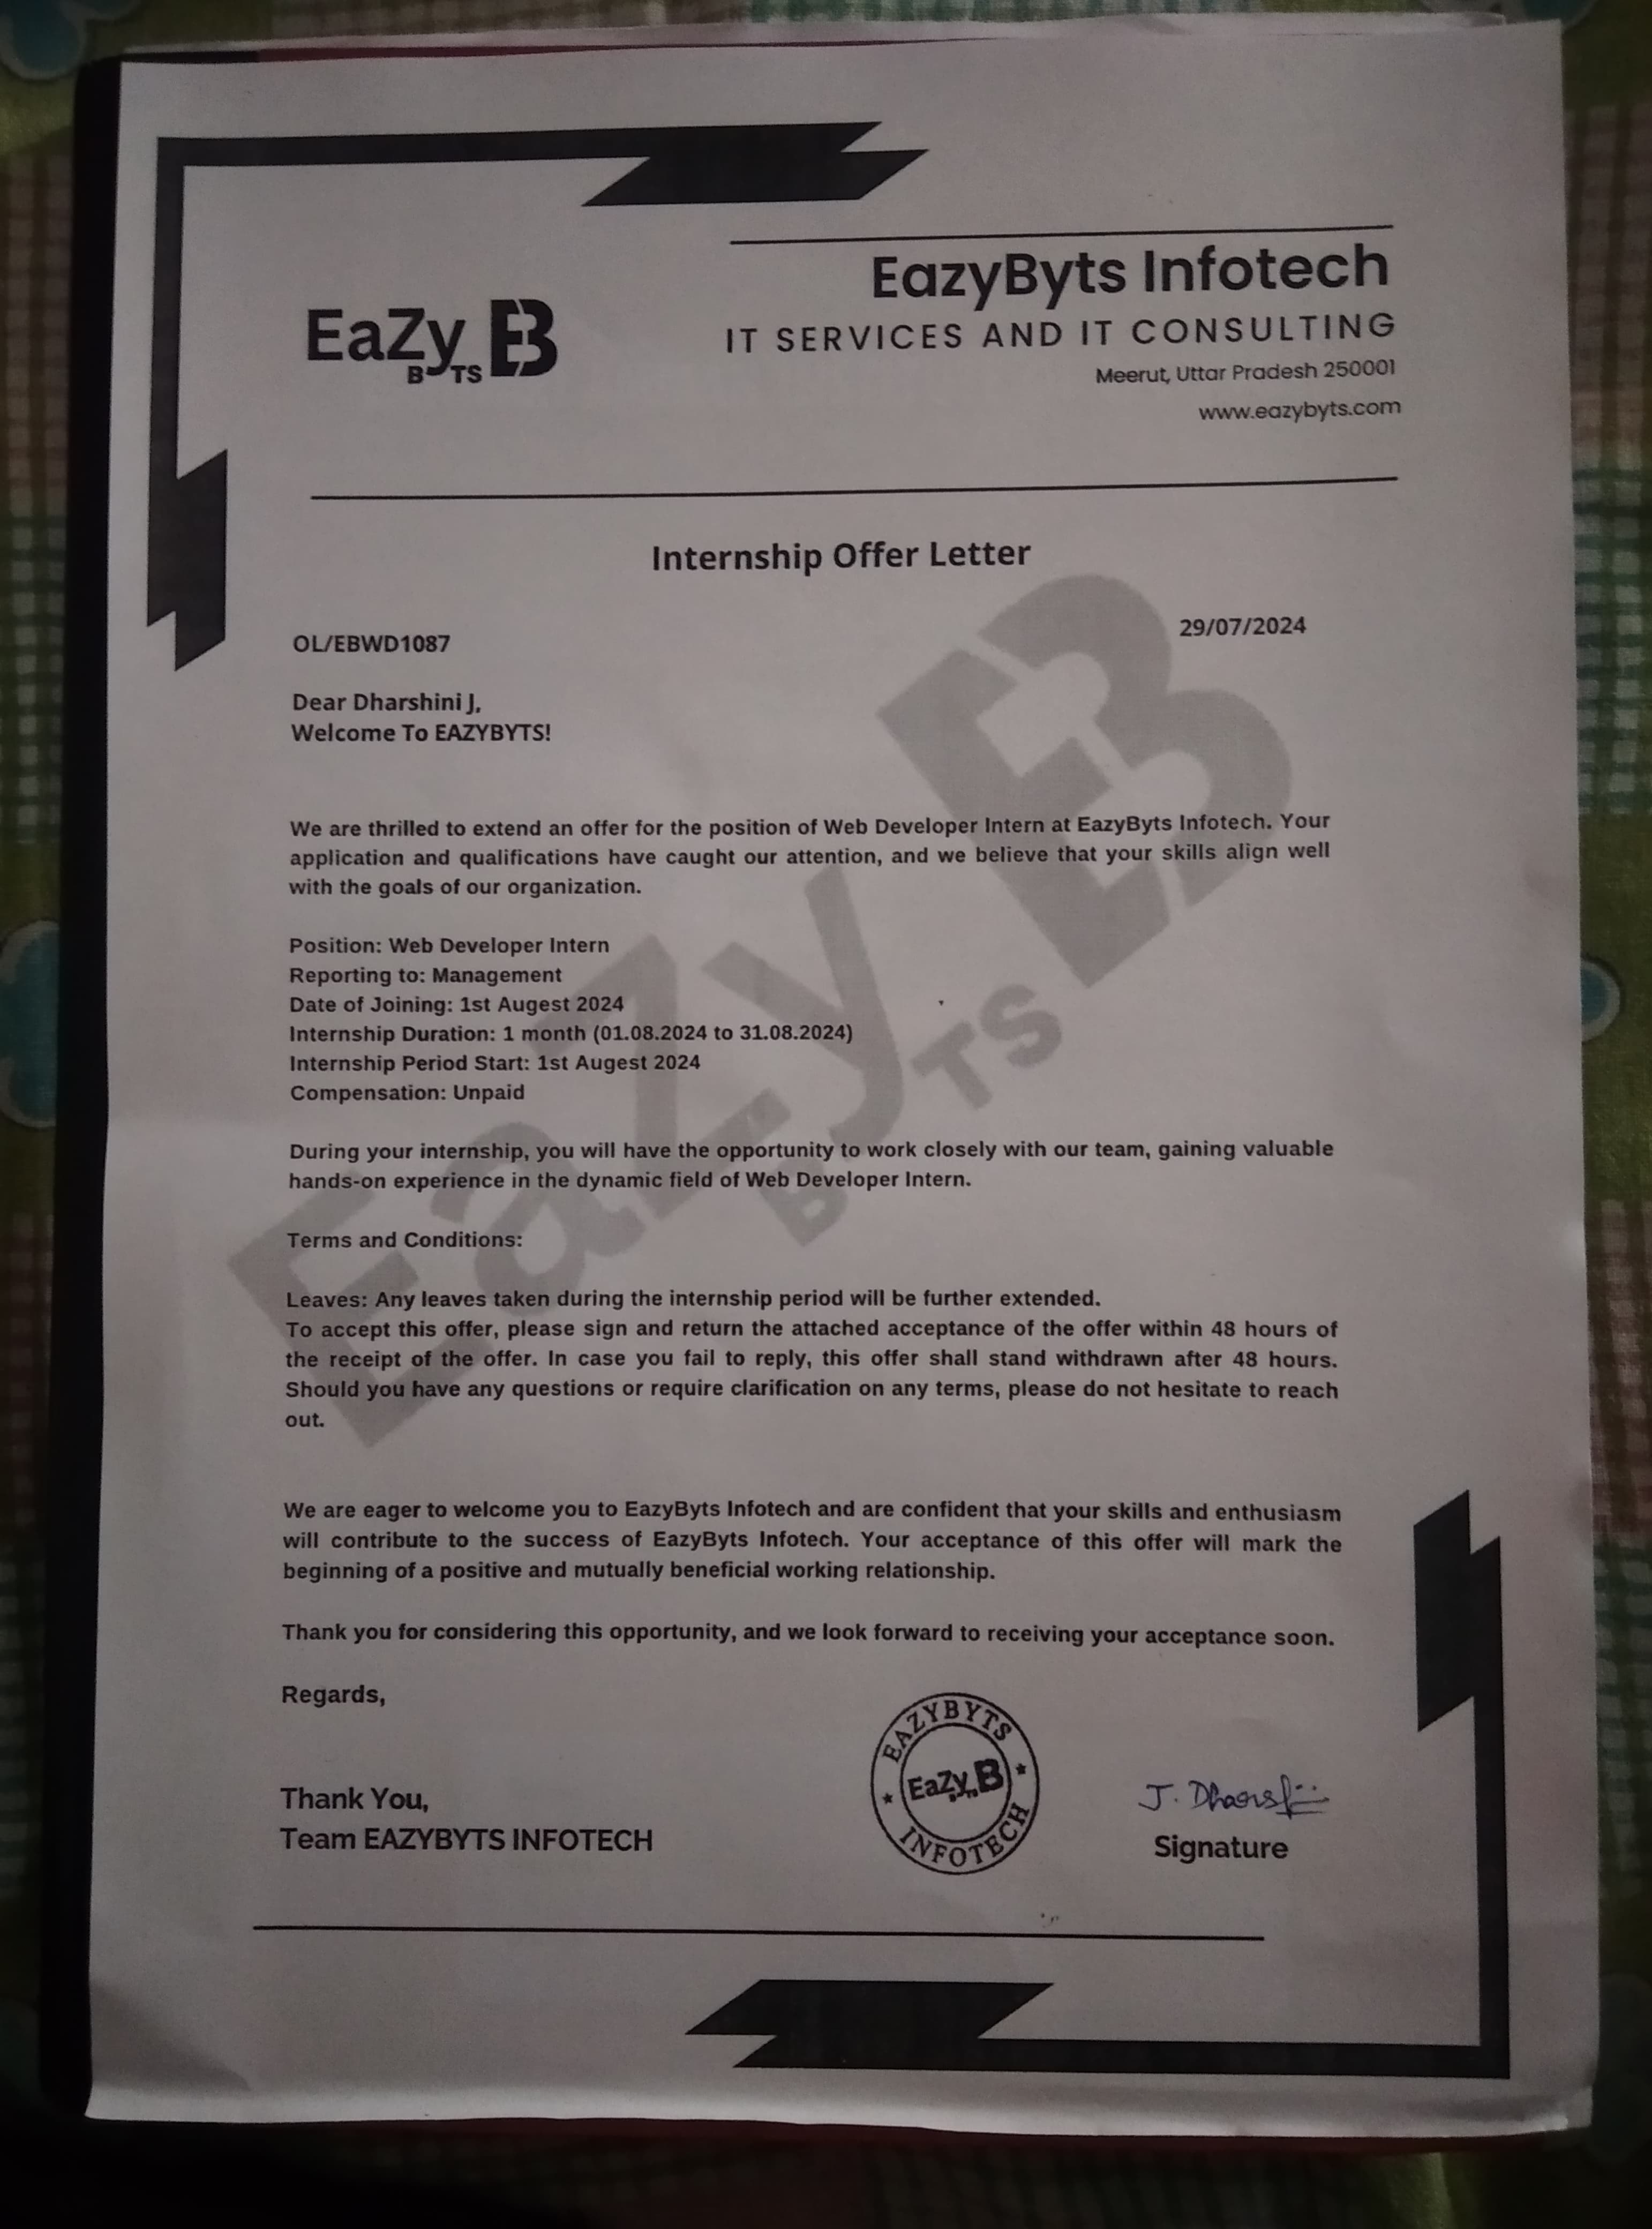 EaZy BYTS EB
EazyByts Infotech
IT SERVICES AND IT CONSULTING
Meerut, Uttar Pradesh 250001
www.eazybyts.com
Internship Offer Letter
29/07/2024
OL/EBWD1087
Dear Dharshini J,
Welcome To EAZYBYTS!
We are thrilled to extend an offer for the position of Web Developer Intern at EazyByts Infotech. Your
application and qualifications have caught our attention, and we believe that your skills align well
with the goals of our organization.
Position: Web Developer Intern
Reporting to: Management
Date of Joining: 1st Augest 2024
Internship Duration: 1 month (01.08.2024 to 31.08.2024)
Internship Period Start: 1st Augest 2024
Compensation: Unpaid
During your internship, you will have the opportunity to work closely with our team, gaining valuable
hands-on experience in the dynamic field of Web Developer Intern.
Terms and Conditions:
Leaves: Any leaves taken during the internship period will be further extended.
To accept this offer, please sign and return the attached acceptance of the offer within 48 hours of
the receipt of the offer. In case you fail to reply, this offer shall stand withdrawn after 48 hours.
Should you have any questions or require clarification on any terms, please do not hesitate to reach
out.
We are eager to welcome you to EazyByts Infotech and are confident that your skills and enthusiasm
will contribute to the success of EazyByts Infotech. Your acceptance of this offer will mark the
beginning of a positive and mutually beneficial working relationship.
Thank you for considering this opportunity, and we look forward to receiving your acceptance soon.
Regards,
EAZYBYTS
EaZy BYTS B
INFOTECH
Thank You,
Team EAZYBYTS INFOTECH
J. Dharshini
Signature
EaZy BYTS EB